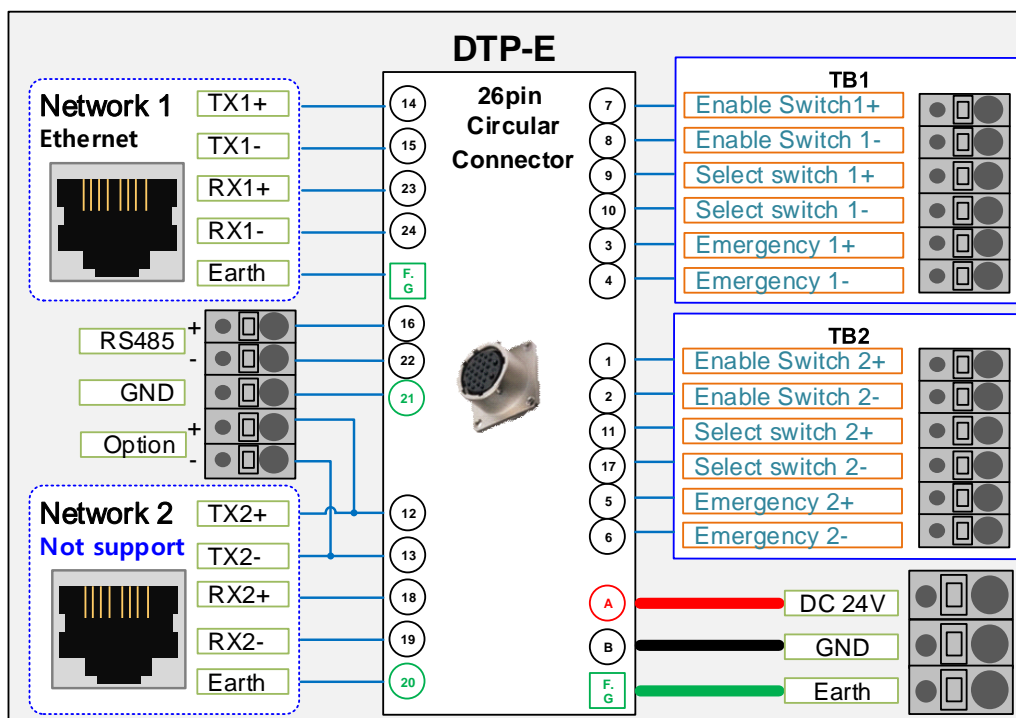 DTP-E
Network 1
Ethernet
TX1+
TX1-
RX1+
RX1-
Earth
RS485
+
-
GND
Option
+
-
Network 2
Not support
TX2+
TX2-
RX2+
RX2-
Earth
26pin
Circular
Connector
14
15
23
24
F.
G
16
22
21
12
13
18
19
20
7
8
9
10
3
4
1
2
11
17
5
6
A
B
F.
G
TB1
Enable Switch1+
Enable Switch 1-
Select switch 1+
Select switch 1-
Emergency 1+
Emergency 1-
TB2
Enable Switch 2+
Enable Switch 2-
Select switch 2+
Select switch 2-
Emergency 2+
Emergency 2-
DC 24V
GND
Earth